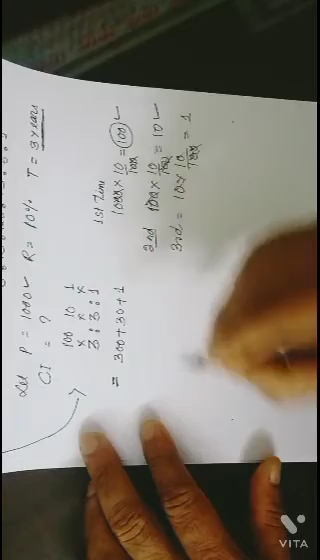 Let P = 1000 ✓ R = 10% T = 3 years
CI = ?
100 10 1
× × ×
3 : 3 : 1
= 300 + 30 + 1
1st Time
1000 × 10/100 = 100 ✓
2nd 100 × 10/100 = 10 ✓
3rd = 10 × 10/100 = 1
VITA